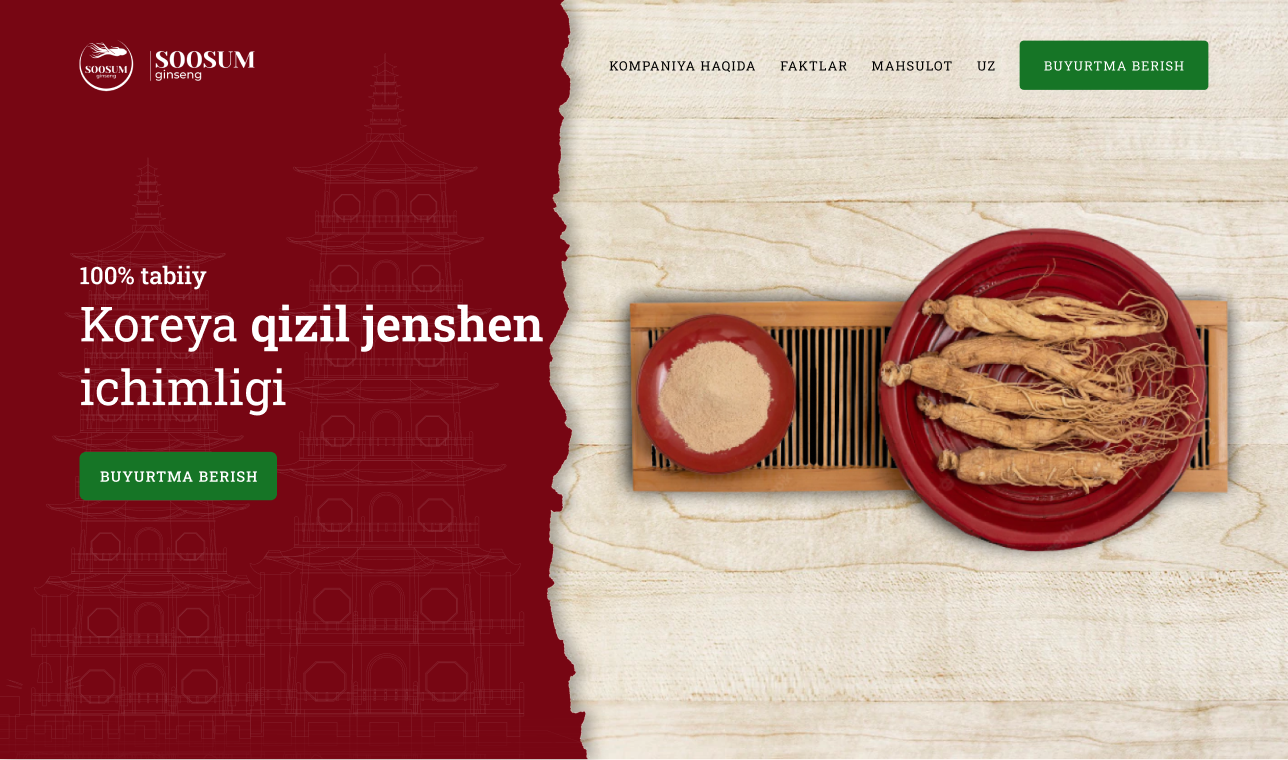 SOOSUM
ginseng
SOOSUM
ginseng
KOMPANIYA HAQIDA
FAKTLAR
MAHSULOT
UZ
BUYURTMA BERISH
100% tabiiy
Koreya qizil jenshen
ichimligi
BUYURTMA BERISH